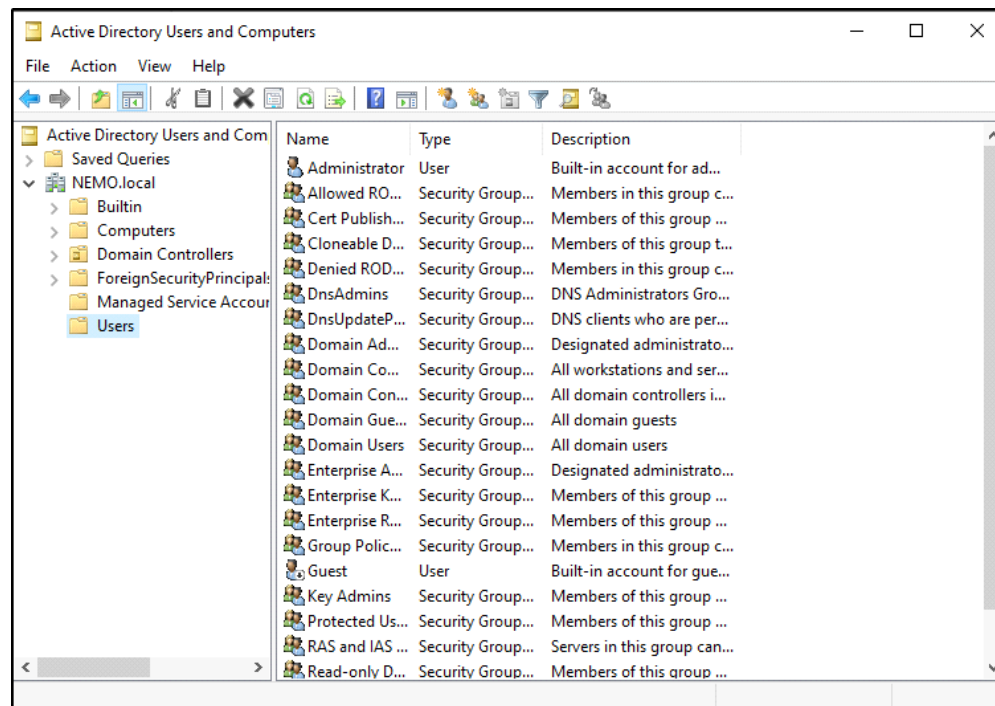 Active Directory Users and Computers
File Action View Help
Active Directory Users and Com
Saved Queries
NEMO.local
Builtin
Computers
Domain Controllers
ForeignSecurityPrincipals
Managed Service Accour
Users
Name Type Description
Administrator User Built-in account for ad...
Allowed RO... Security Group... Members in this group c...
Cert Publish... Security Group... Members of this group ...
Cloneable D... Security Group... Members of this group t...
Denied ROD... Security Group... Members in this group c...
DnsAdmins Security Group... DNS Administrators Gro...
DnsUpdateP... Security Group... DNS clients who are per...
Domain Ad... Security Group... Designated administrato...
Domain Co... Security Group... All workstations and ser...
Domain Con... Security Group... All domain controllers i...
Domain Gue... Security Group... All domain guests
Domain Users Security Group... All domain users
Enterprise A... Security Group... Designated administrato...
Enterprise K... Security Group... Members of this group ...
Enterprise R... Security Group... Members of this group ...
Group Polic... Security Group... Members in this group c...
Guest User Built-in account for gue...
Key Admins Security Group... Members of this group ...
Protected Us... Security Group... Members of this group ...
RAS and IAS ... Security Group... Servers in this group can...
Read-only D... Security Group... Members of this group ...